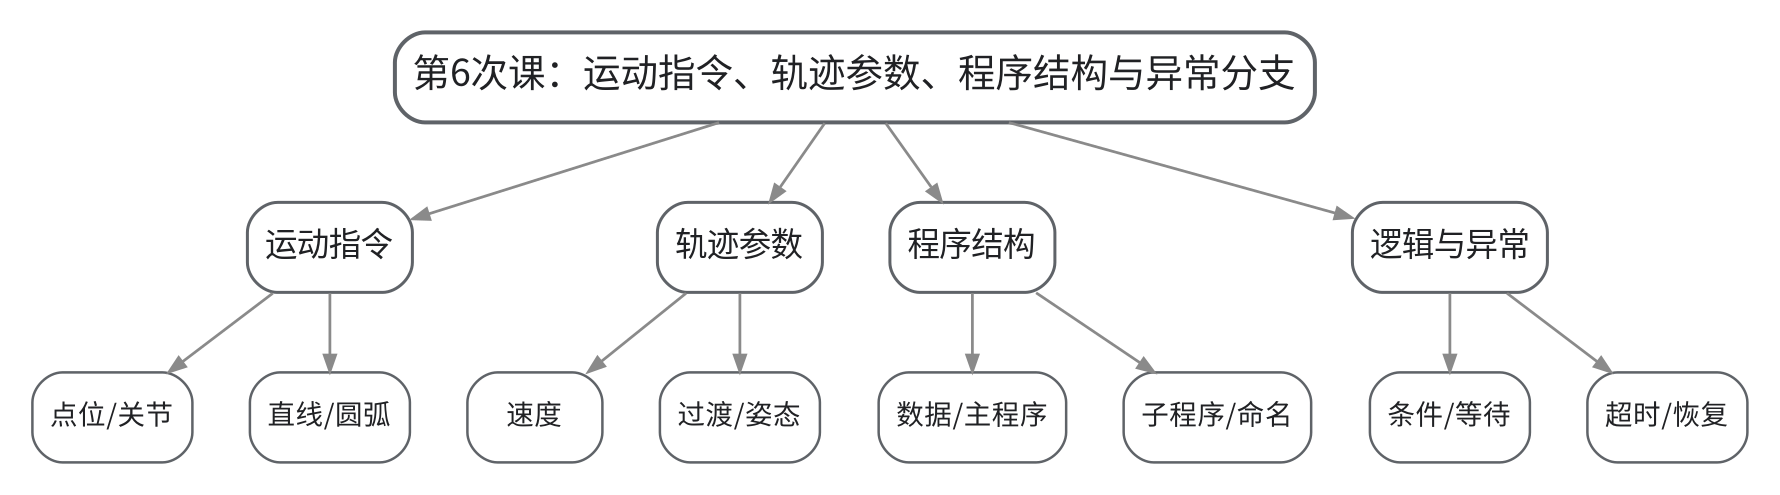 第6次课：运动指令、轨迹参数、程序结构与异常分支
运动指令
轨迹参数
程序结构
逻辑与异常
点位/关节
直线/圆弧
速度
过渡/姿态
数据/主程序
子程序/命名
条件/等待
超时/恢复